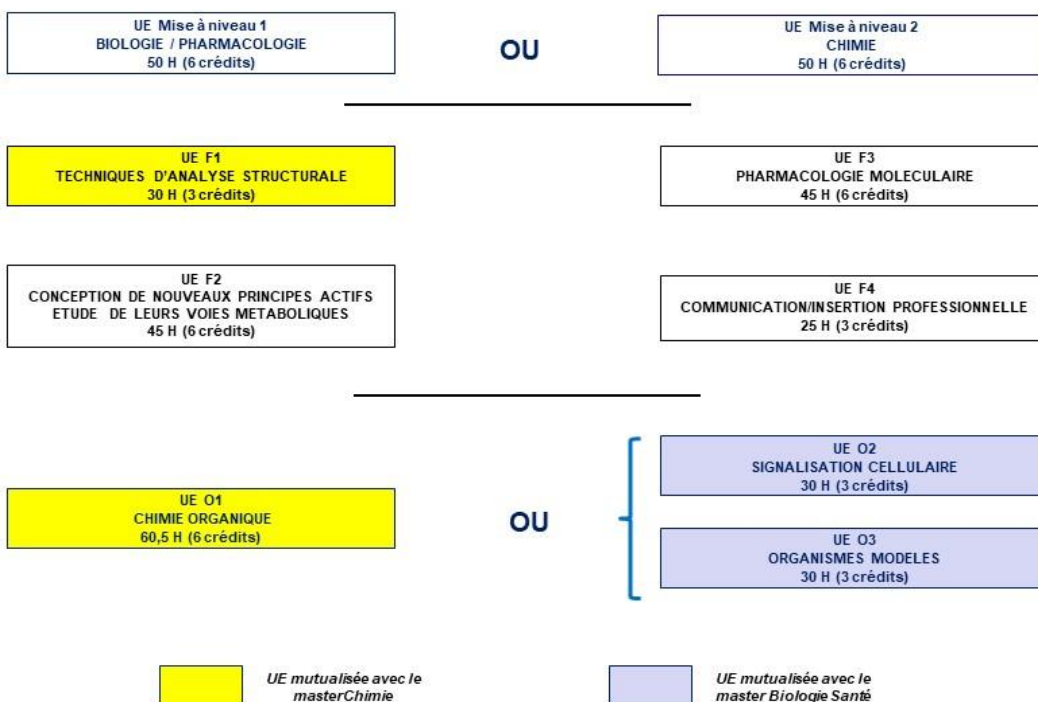 UE Mise à niveau 1
BIOLOGIE / PHARMACOLOGIE
50 H (6 crédits)
OU
UE Mise à niveau 2
CHIMIE
50 H (6 crédits)
UE F1
TECHNIQUES D'ANALYSE STRUCTURALE
30 H (3 crédits)
UE F3
PHARMACOLOGIE MOLECULAIRE
45 H (6 crédits)
UE F2
CONCEPTION DE NOUVEAUX PRINCIPES ACTIFS
ETUDE DE LEURS VOIES METABOLIQUES
45 H (6 crédits)
UE F4
COMMUNICATION/INSERTION PROFESSIONNELLE
25 H (3 crédits)
UE O1
CHIMIE ORGANIQUE
60,5 H (6 crédits)
OU
UE O2
SIGNALISATION CELLULAIRE
30 H (3 crédits)
UE O3
ORGANISMES MODELES
30 H (3 crédits)
UE mutualisée avec le
masterChimie
UE mutualisée avec le
master Biologie Santé